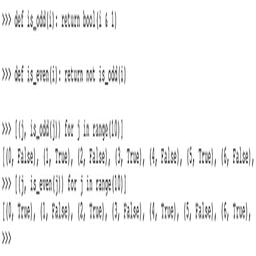 >>> def is_odd(i): return bool(i & 1)
>>> def is_even(i): return not is_odd(i)
>>> [(j, is_odd(j)) for j in range(10)]
[(0, False), (1, True), (2, False), (3, True), (4, False), (5, True), (6, False),
>>> [(j, is_even(j)) for j in range(10)]
[(0, True), (1, False), (2, True), (3, False), (4, True), (5, False), (6, True),
>>>